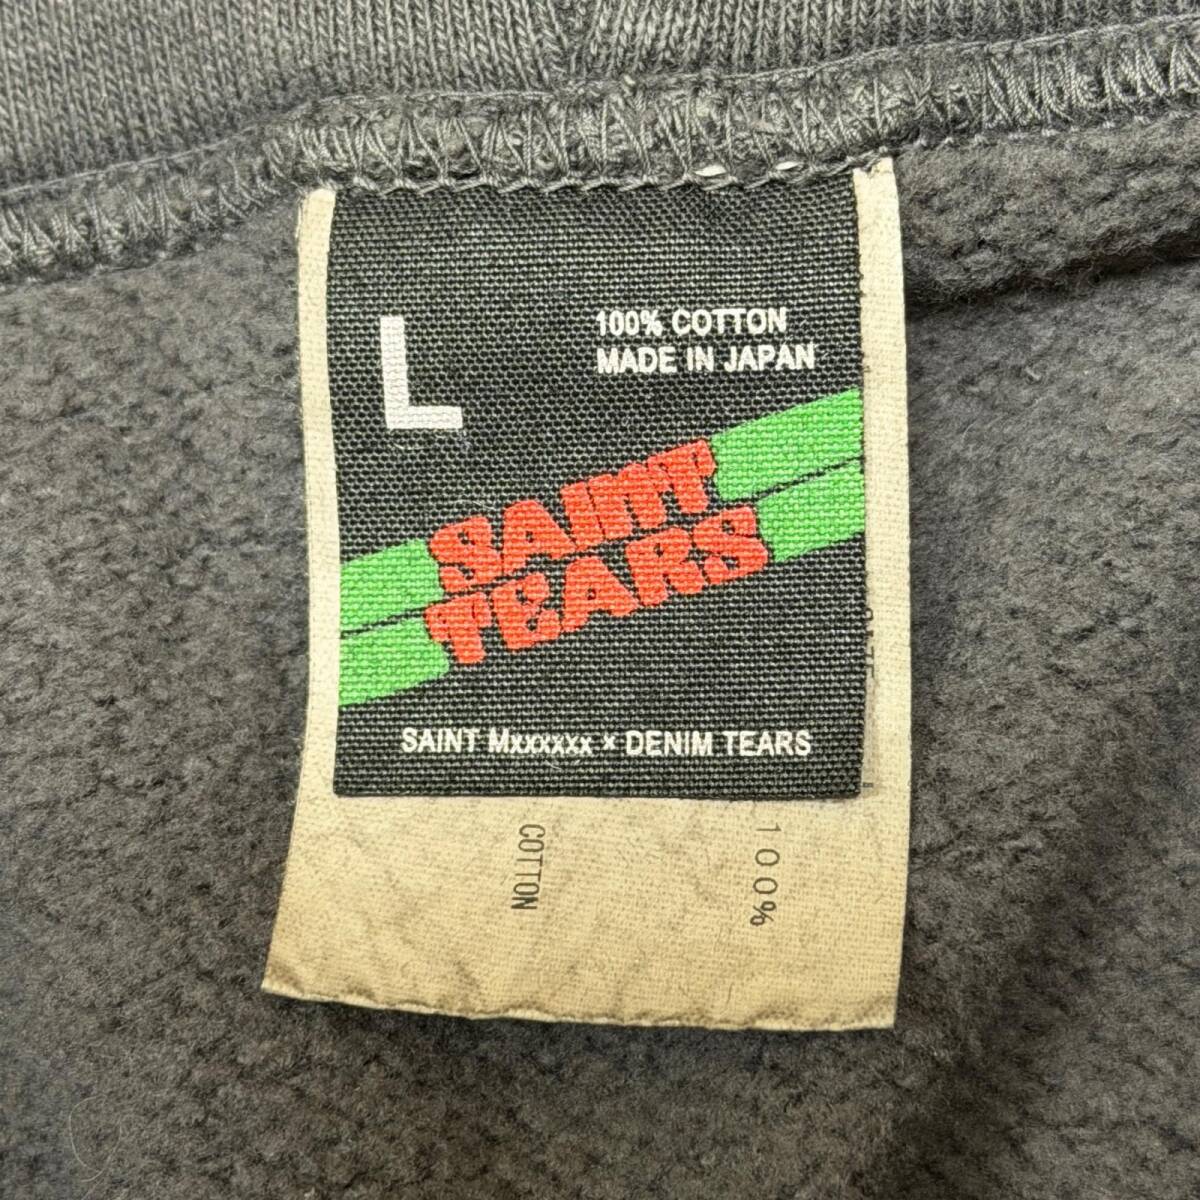 L
100% COTTON
MADE IN JAPAN
SAINT
TEARS
SAINT Mxxxxxx × DENIM TEARS
100%
COTTON